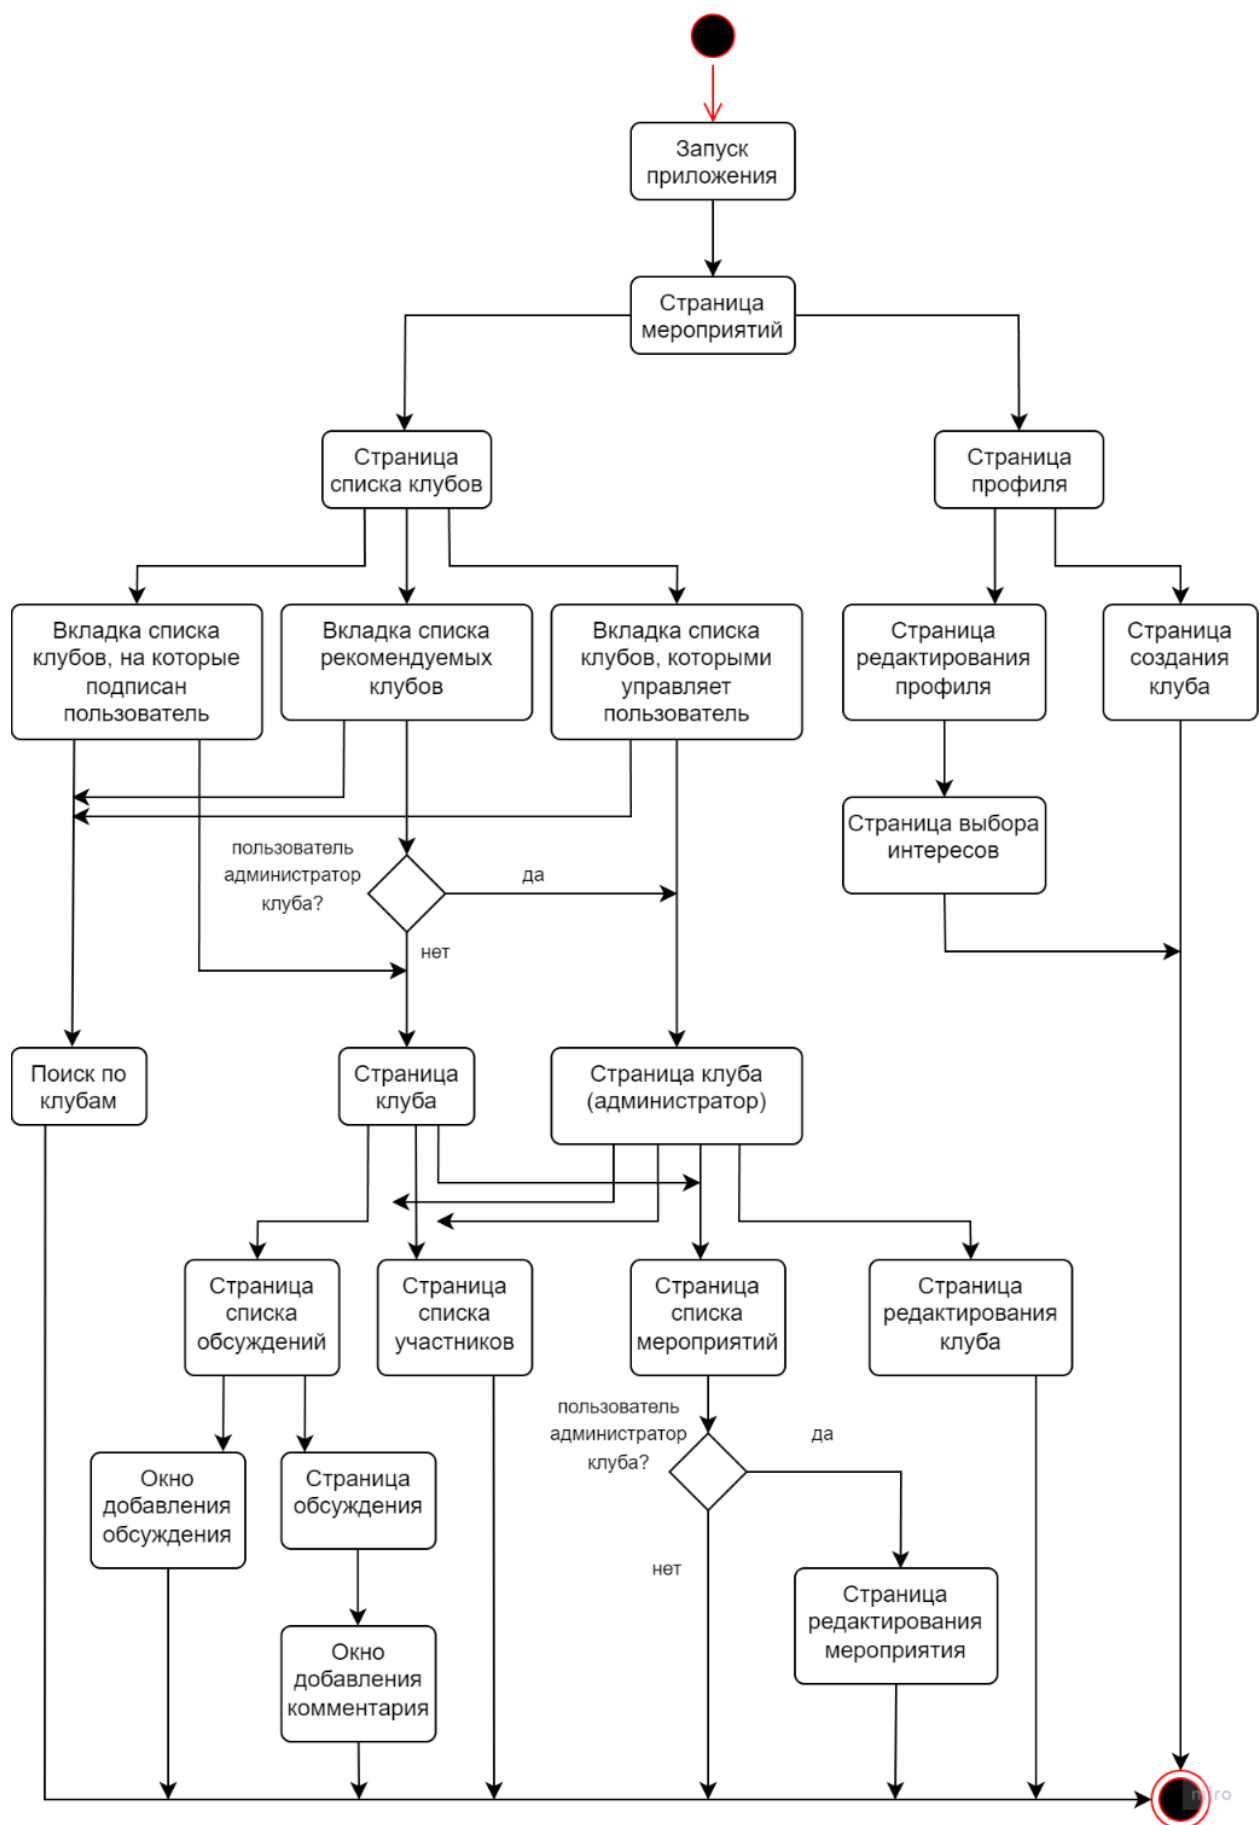 Запуск
приложения
Страница
мероприятий
Страница
списка клубов
Страница
профиля
Вкладка списка
клубов, на которые
подписан
пользователь
Вкладка списка
рекомендуемых
клубов
Вкладка списка
клубов, которыми
управляет
пользователь
Страница
редактирования
профиля
Страница
создания
клуба
Страница выбора
интересов
пользователь
администратор
клуба?
да
нет
Поиск по
клубам
Страница
клуба
Страница клуба
(администратор)
Страница
списка
обсуждений
Страница
списка
участников
Страница
списка
мероприятий
Страница
редактирования
клуба
пользователь
администратор
клуба?
да
нет
Окно
добавления
обсуждения
Страница
обсуждения
Страница
редактирования
мероприятия
Окно
добавления
комментария
miro